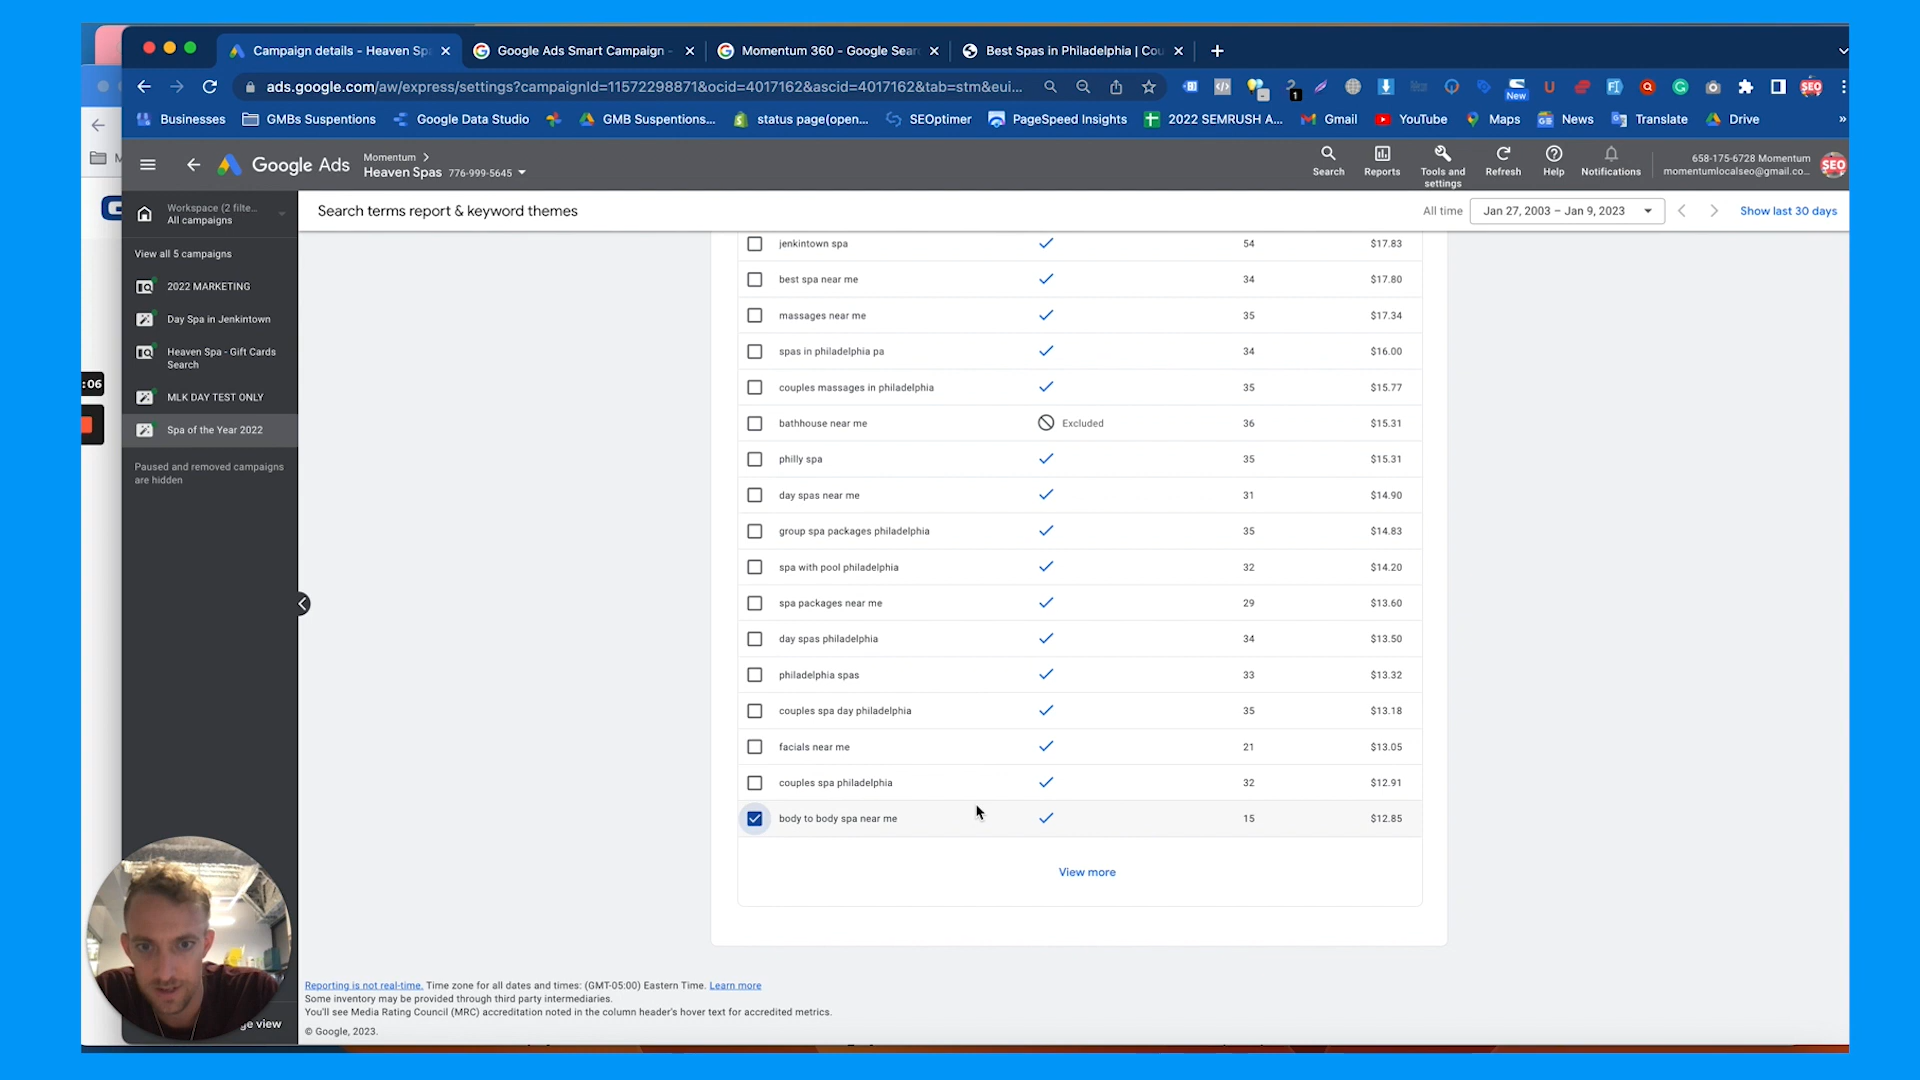 Campaign details - Heaven Sp
Google Ads Smart Campaign -
Momentum 360 - Google Sear
Best Spas in Philadelphia | Cou
ads.google.com/aw/express/settings?campaignId=11572298871&ocid=4017162&ascid=4017162&tab=stm&eui...
New
1
SEO
Businesses
GMBs Suspentions
Google Data Studio
GMB Suspentions...
status page(open...
SEOptimer
PageSpeed Insights
2022 SEMRUSH A...
Gmail
YouTube
Maps
News
Translate
Drive
»
Google Ads
Momentum
Heaven Spas 776-999-5645
Search
Reports
Tools and settings
Refresh
Help
Notifications
658-175-6728 Momentum
momentumlocalseo@gmail.co...
SEO
Workspace (2 filte...
All campaigns
View all 5 campaigns
2022 MARKETING
Day Spa in Jenkintown
Heaven Spa - Gift Cards
Search
MLK DAY TEST ONLY
Spa of the Year 2022
Paused and removed campaigns
are hidden
:06
Search terms report & keyword themes
All time
Jan 27, 2003 – Jan 9, 2023
Show last 30 days
jenkintown spa 54 $17.83
best spa near me 34 $17.80
massages near me 35 $17.34
spas in philadelphia pa 34 $16.00
couples massages in philadelphia 35 $15.77
bathhouse near me Excluded 36 $15.31
philly spa 35 $15.31
day spas near me 31 $14.90
group spa packages philadelphia 35 $14.83
spa with pool philadelphia 32 $14.20
spa packages near me 29 $13.60
day spas philadelphia 34 $13.50
philadelphia spas 33 $13.32
couples spa day philadelphia 35 $13.18
facials near me 21 $13.05
couples spa philadelphia 32 $12.91
body to body spa near me 15 $12.85
View more
Reporting is not real-time. Time zone for all dates and times: (GMT-05:00) Eastern Time. Learn more
Some inventory may be provided through third party intermediaries.
You'll see Media Rating Council (MRC) accreditation noted in the column header's hover text for accredited metrics.
© Google, 2023.
ge view